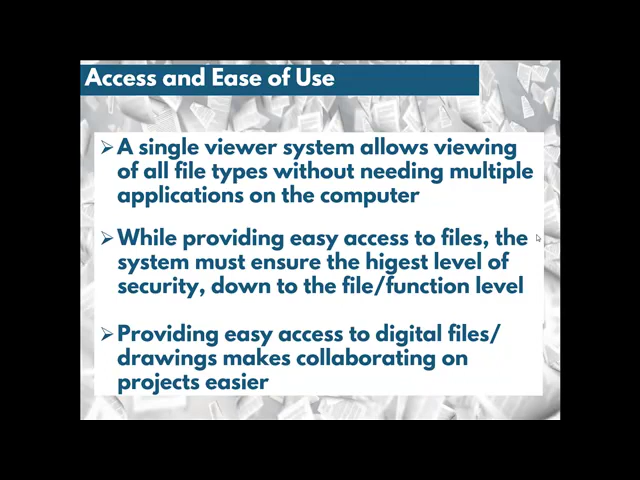 Access and Ease of Use
➢A single viewer system allows viewing
of all file types without needing multiple
applications on the computer
➢While providing easy access to files, the
system must ensure the higest level of
security, down to the file/function level
➢Providing easy access to digital files/
drawings makes collaborating on
projects easier